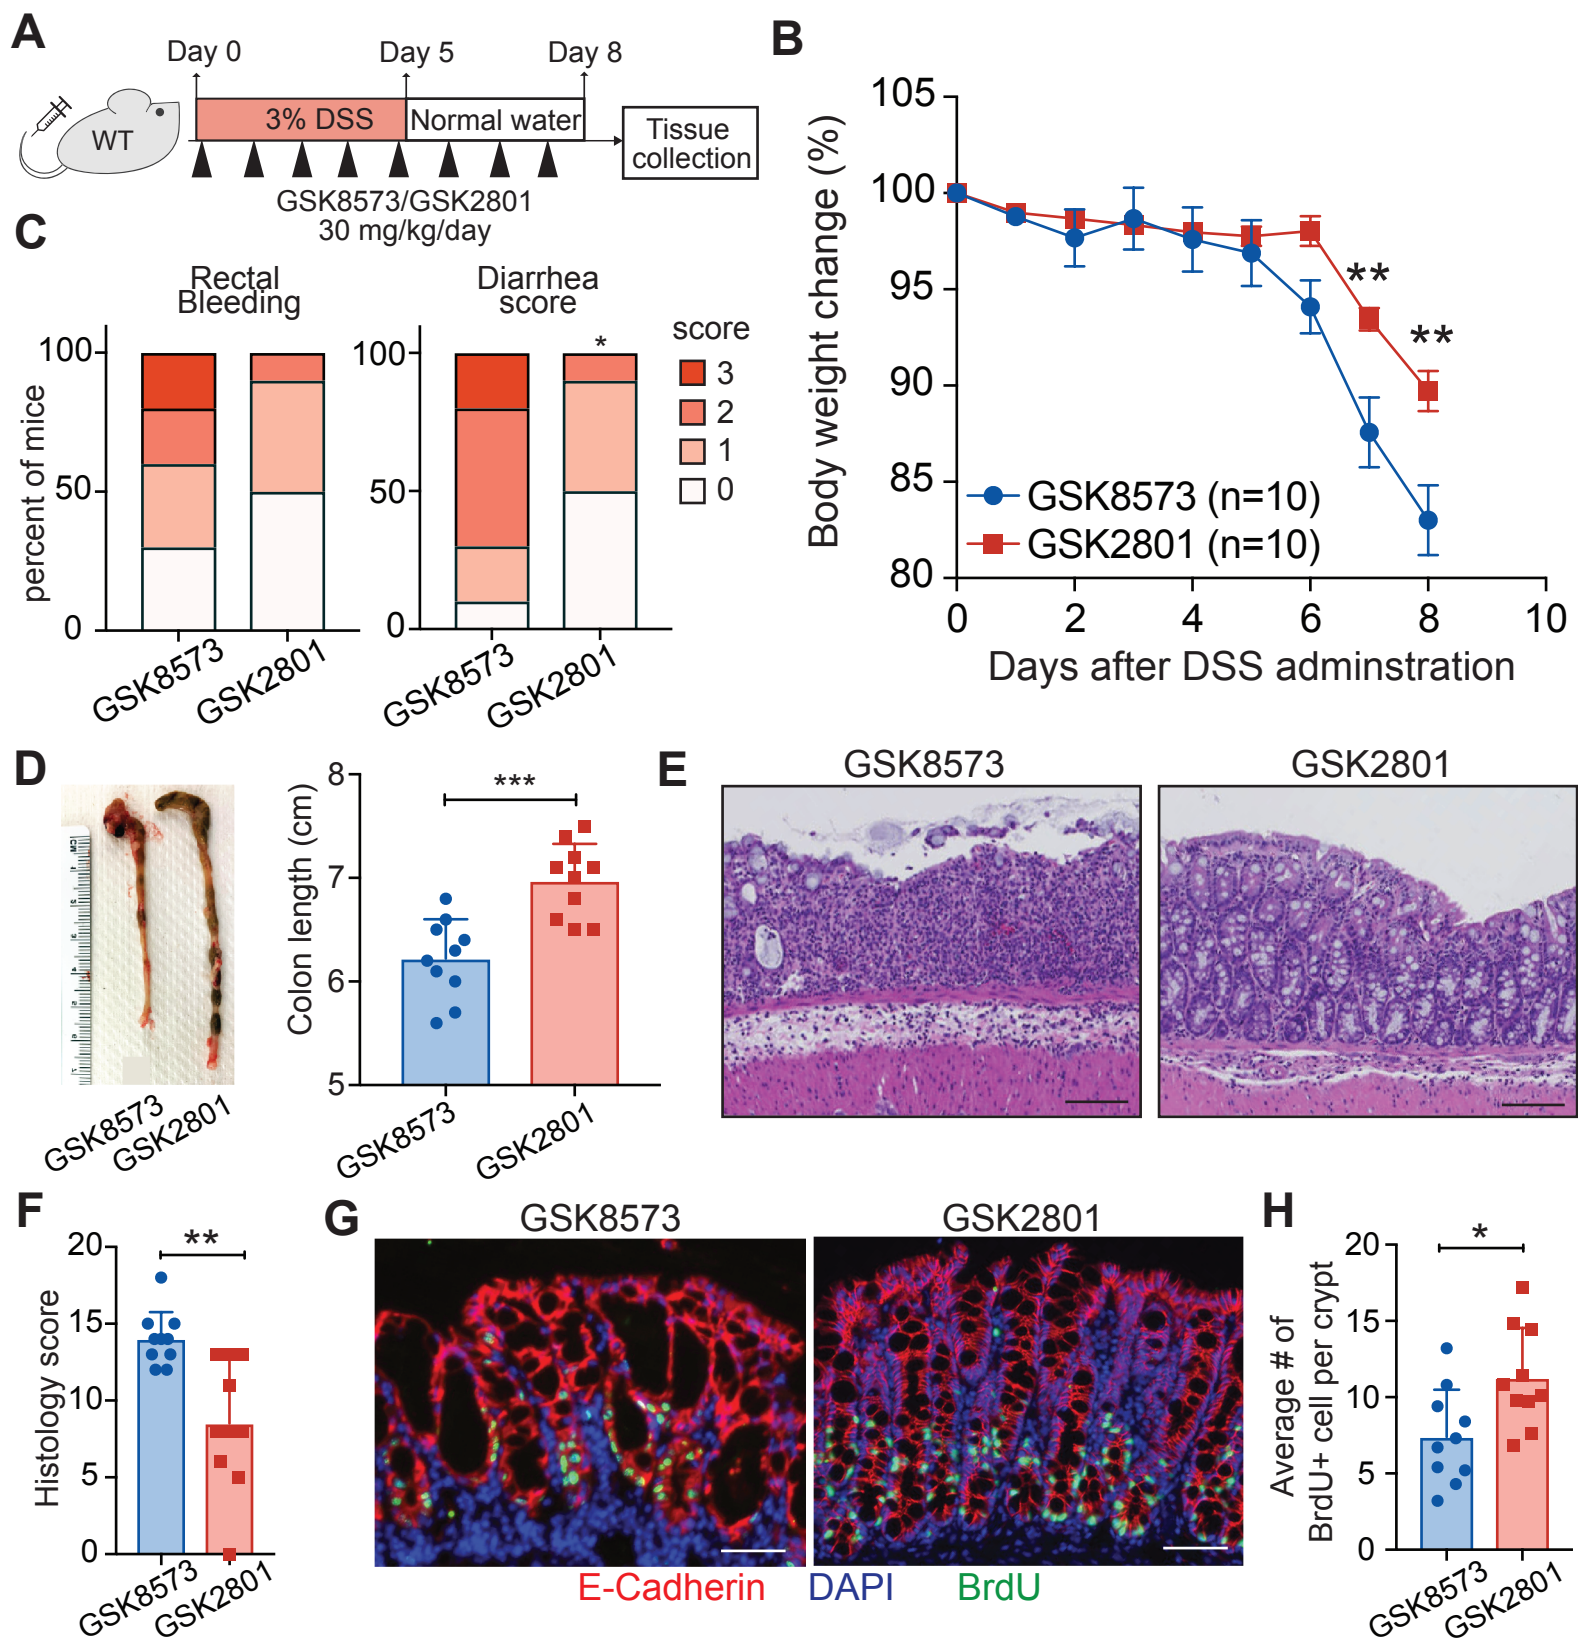 A
Day 0
Day 5
Day 8
WT
3% DSS
Normal water
Tissue
collection
GSK8573/GSK2801
30 mg/kg/day
B
Body weight change (%)
105
100
95
90
85
80
**
**
GSK8573 (n=10)
GSK2801 (n=10)
0
2
4
6
8
10
Days after DSS adminstration
C
Rectal
Bleeding
percent of mice
100
50
0
GSK8573
GSK2801
Diarrhea
score
100
50
0
*
GSK8573
GSK2801
score
3
2
1
0
D
GSK8573
GSK2801
Colon length (cm)
8
7
6
5
***
GSK8573
GSK2801
E
GSK8573
GSK2801
F
Histology score
20
15
10
5
0
**
GSK8573
GSK2801
G
GSK8573
GSK2801
E-Cadherin
DAPI
BrdU
H
Average # of
BrdU+ cell per crypt
20
15
10
5
0
*
GSK8573
GSK2801